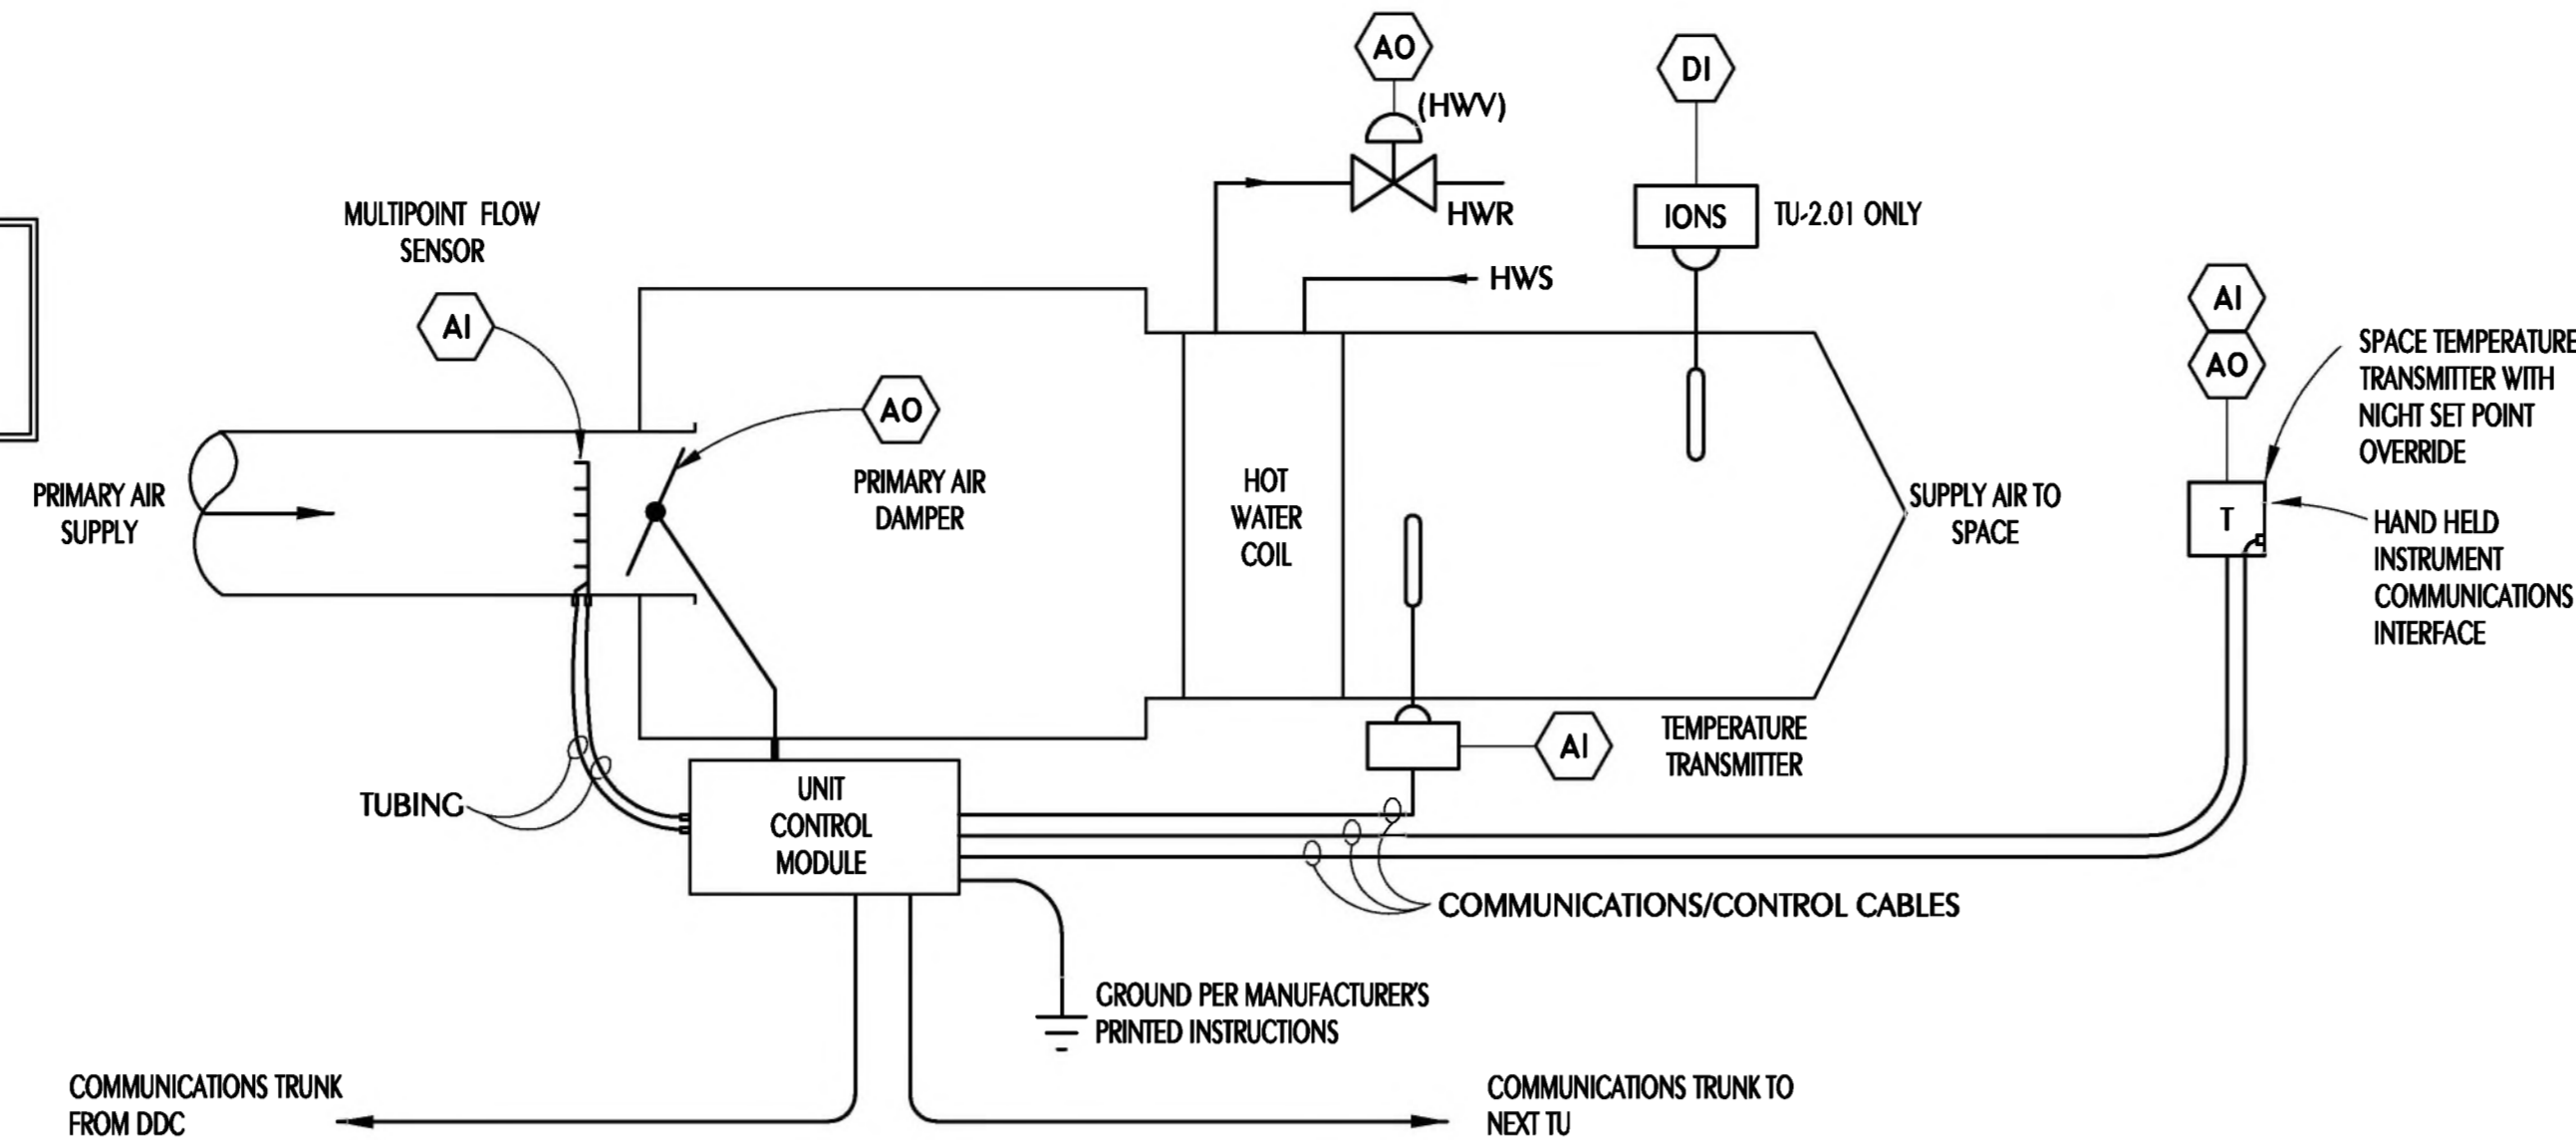 AO
(HWV)
HWR
DI
IONS
TU-2.01 ONLY
HWS
MULTIPOINT FLOW
SENSOR
AI
AO
PRIMARY AIR
DAMPER
PRIMARY AIR
SUPPLY
HOT
WATER
COIL
SUPPLY AIR TO
SPACE
AI
AO
SPACE TEMPERATURE
TRANSMITTER WITH
NIGHT SET POINT
OVERRIDE
T
HAND HELD
INSTRUMENT
COMMUNICATIONS
INTERFACE
AI
TEMPERATURE
TRANSMITTER
TUBING
UNIT
CONTROL
MODULE
COMMUNICATIONS/CONTROL CABLES
GROUND PER MANUFACTURER'S
PRINTED INSTRUCTIONS
COMMUNICATIONS TRUNK
FROM DDC
COMMUNICATIONS TRUNK TO
NEXT TU